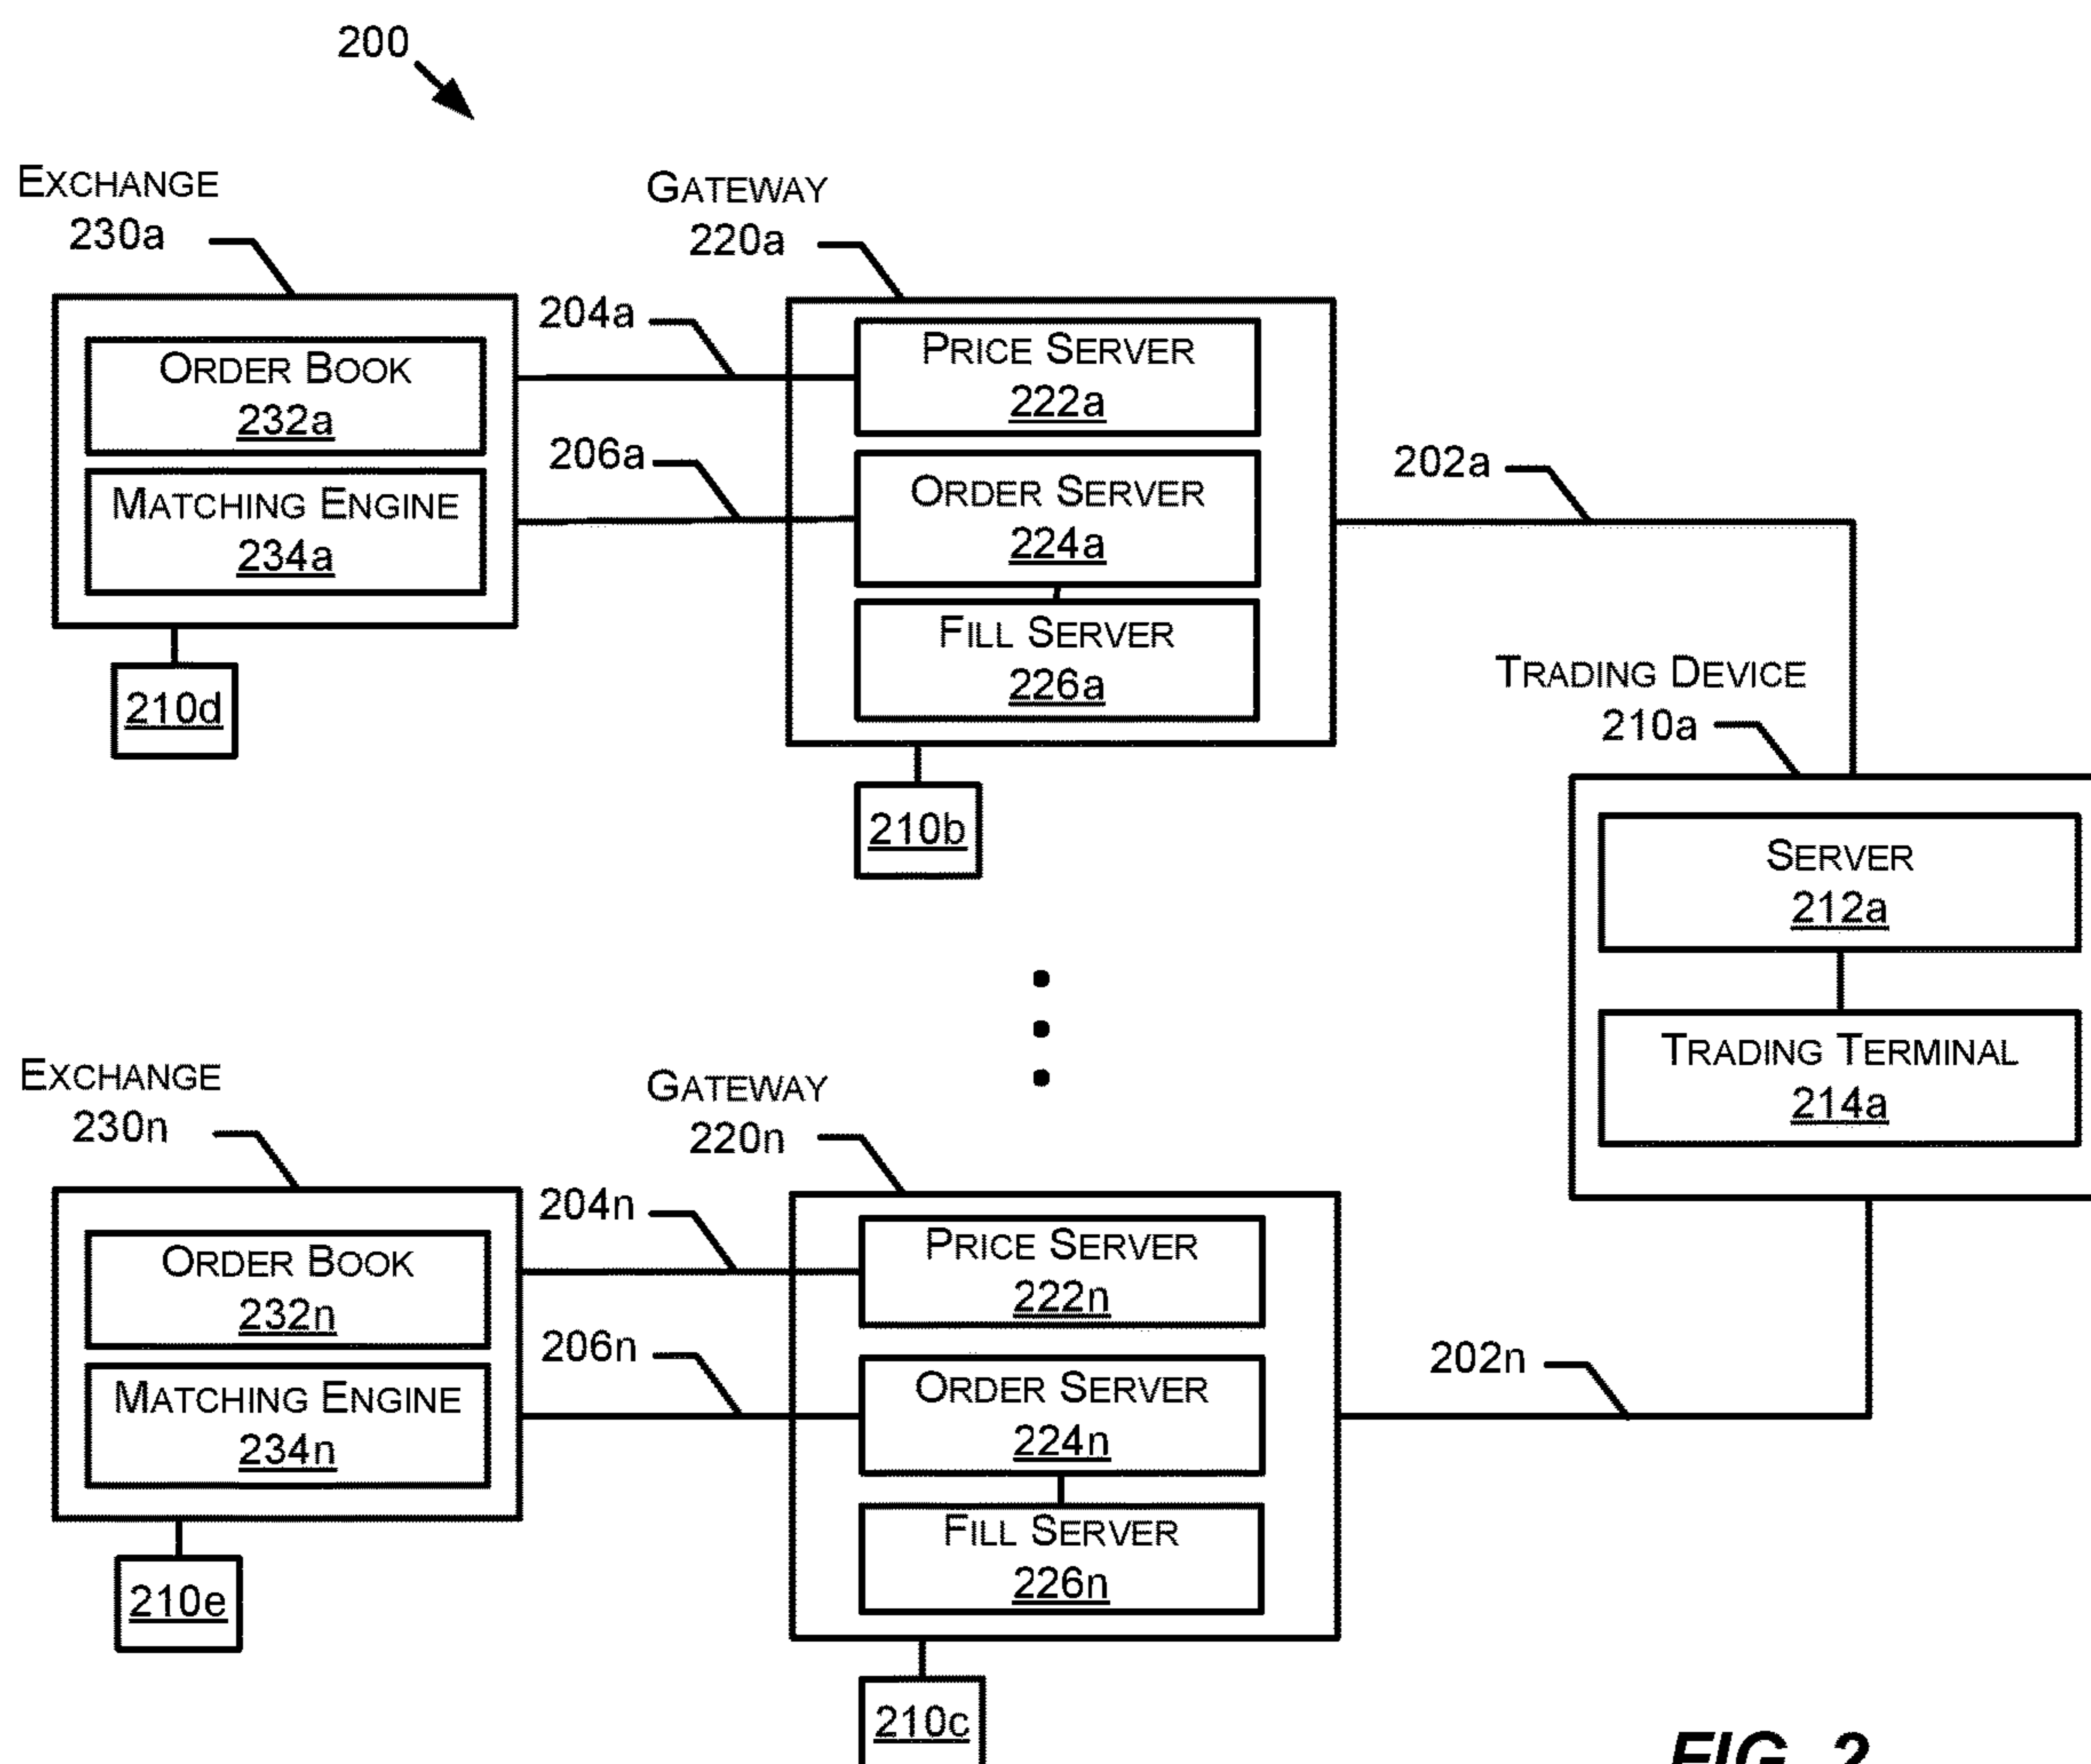 200
EXCHANGE
230a
GATEWAY
220a
204a
ORDER BOOK
232a
PRICE SERVER
222a
206a
MATCHING ENGINE
234a
ORDER SERVER
224a
202a
FILL SERVER
226a
210d
210b
TRADING DEVICE
210a
SERVER
212a
TRADING TERMINAL
214a
EXCHANGE
230n
GATEWAY
220n
204n
ORDER BOOK
232n
PRICE SERVER
222n
206n
MATCHING ENGINE
234n
ORDER SERVER
224n
202n
FILL SERVER
226n
210e
210c
FIG. 2